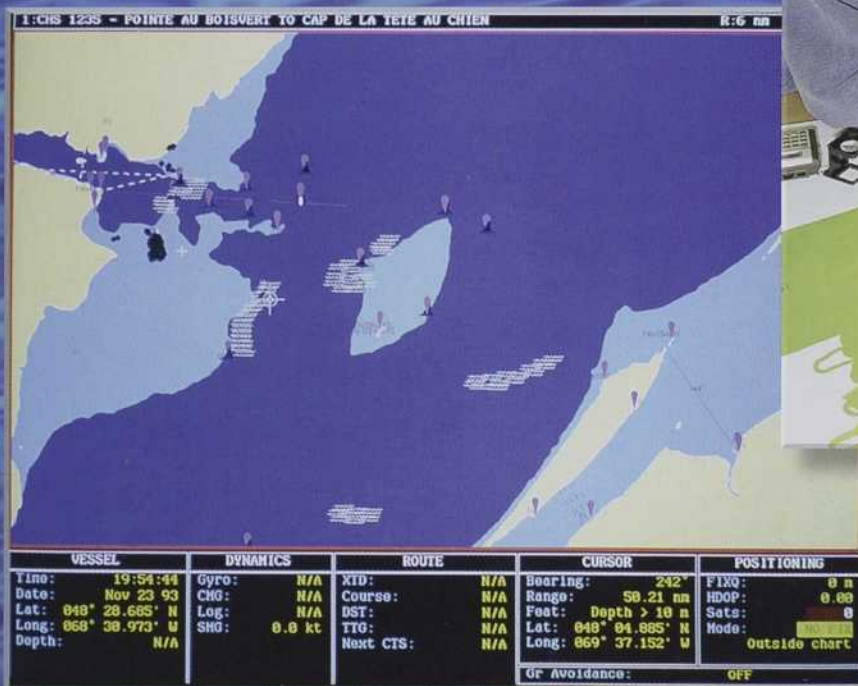 1:CHS 1235 - POINTE AU BOISVERT TO CAP DE LA TETE AU CHIEN R:6 nm
VESSEL
Time: 19:54:44
Date: Nov 23 93
Lat: 048° 28.685' N
Long: 068° 30.973' W
Depth: N/A
DYNAMICS
Gyro: N/A
CMG: N/A
Log: N/A
SMG: 0.0 kt
ROUTE
XTD: N/A
Course: N/A
DST: N/A
TTG: N/A
Next CTS: N/A
CURSOR
Bearing: 242°
Range: 50.21 nm
Feat: Depth > 10 m
Lat: 048° 04.885' N
Long: 069° 37.152' W
Gr Avoidance: OFF
POSITIONING
FIXQ: 0 m
HDOP: 0.00
Sats: 0
Mode: NO FIX
Outside chart